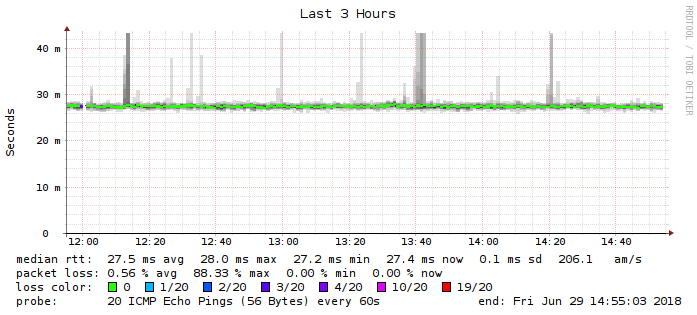 Last 3 Hours
RRDTOOL / TOBI OETIKER
Seconds
40 m
30 m
20 m
10 m
0
12:00 12:20 12:40 13:00 13:20 13:40 14:00 14:20 14:40
median rtt: 27.5 ms avg 28.0 ms max 27.2 ms min 27.4 ms now 0.1 ms sd 206.1 am/s
packet loss: 0.56 % avg 88.33 % max 0.00 % min 0.00 % now
loss color: 0 1/20 2/20 3/20 4/20 10/20 19/20
probe: 20 ICMP Echo Pings (56 Bytes) every 60s end: Fri Jun 29 14:55:03 2018